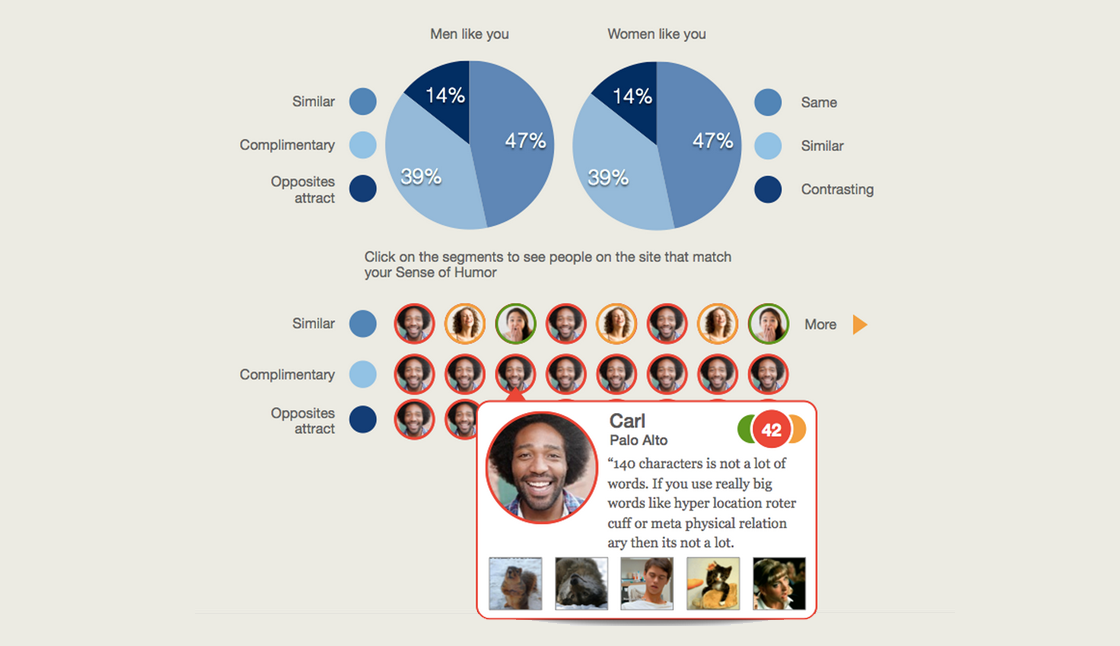 Men like you
Women like you
Similar
Complimentary
Opposites
attract
14%
47%
39%
14%
47%
39%
Same
Similar
Contrasting
Click on the segments to see people on the site that match
your Sense of Humor
Similar
More
Complimentary
Opposites
attract
Carl
Palo Alto
42
“140 characters is not a lot of
words. If you use really big
words like hyper location roter
cuff or meta physical relation
ary then its not a lot.